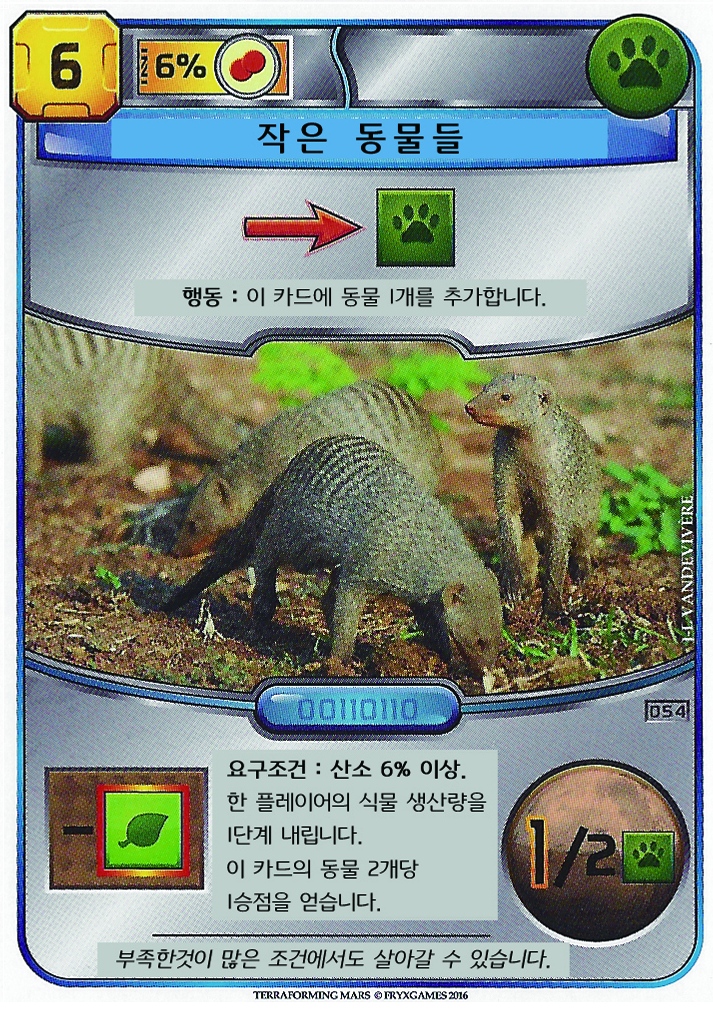 6
6%
작은 동물들
행동 : 이 카드에 동물 1개를 추가합니다.
J-L VANDEVIVERE
00110110
054
요구조건 : 산소 6% 이상.
한 플레이어의 식물 생산량을
1단계 내립니다.
이 카드의 동물 2개당
1승점을 얻습니다.
-
1/2
부족한것이 많은 조건에서도 살아갈 수 있습니다.
TERRAFORMING MARS © FRYXGAMES 2016